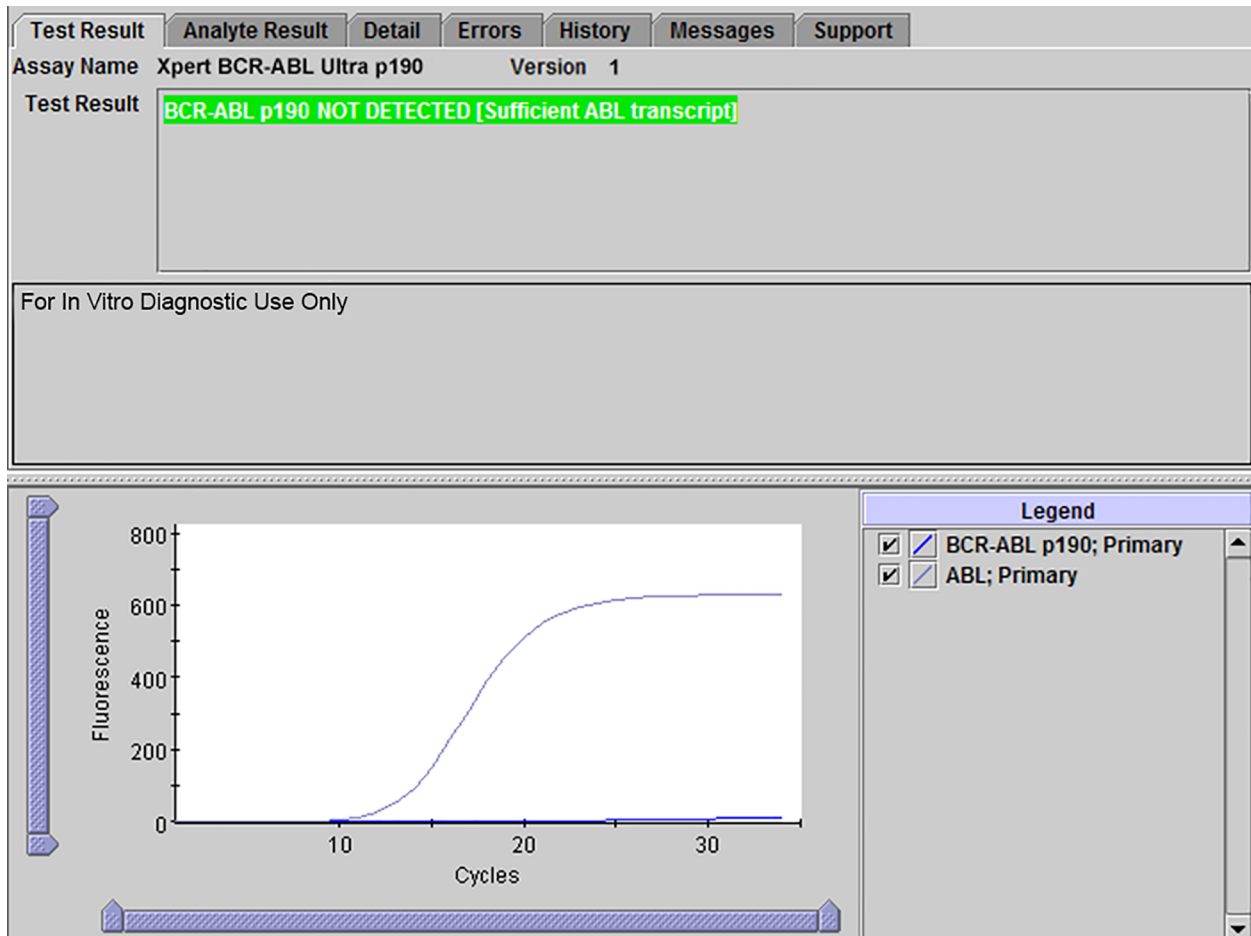 Test Result Analyte Result Detail Errors History Messages Support
Assay Name Xpert BCR-ABL Ultra p190 Version 1
Test Result BCR-ABL p190 NOT DETECTED [Sufficient ABL transcript]
For In Vitro Diagnostic Use Only
Legend
BCR-ABL p190; Primary
ABL; Primary
800
600
400
200
0
Fluorescence
10 20 30
Cycles